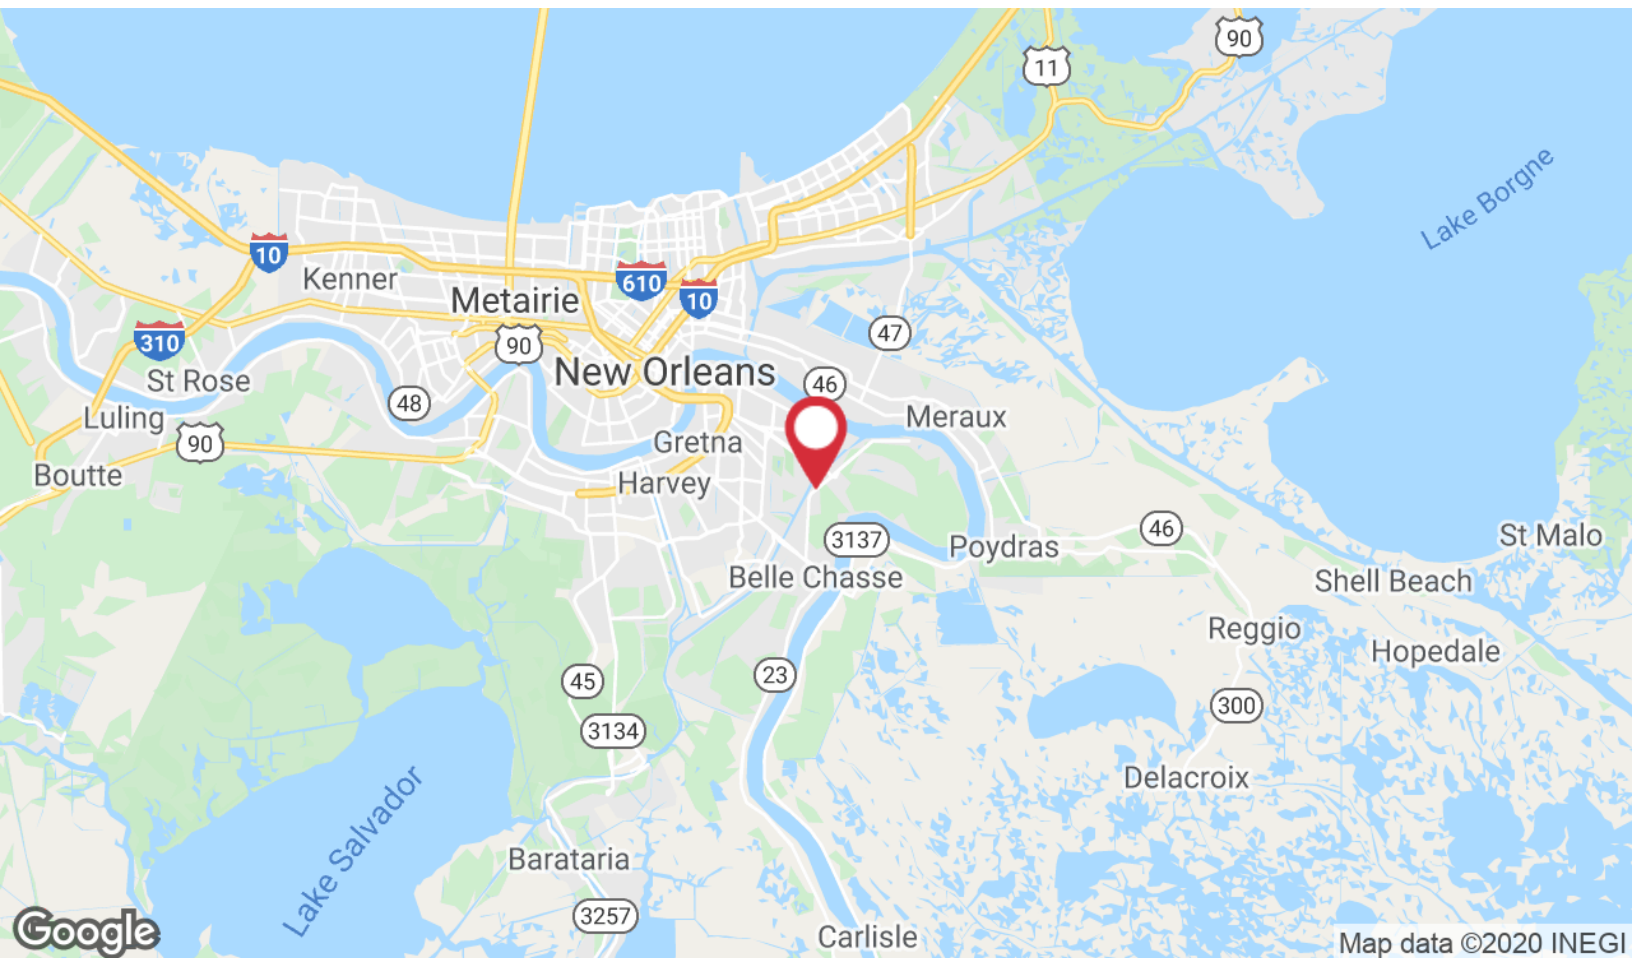 90
11
Lake Borgne
10
Kenner
610
Metairie
10
47
310
90
New Orleans
St Rose
46
48
Luling
Meraux
90
Gretna
Boutte
Harvey
46
St Malo
3137
Poydras
Belle Chasse
Shell Beach
Reggio
Hopedale
45
23
300
3134
Delacroix
Lake Salvador
Barataria
3257
Google
Carlisle
Map data ©2020 INEGI